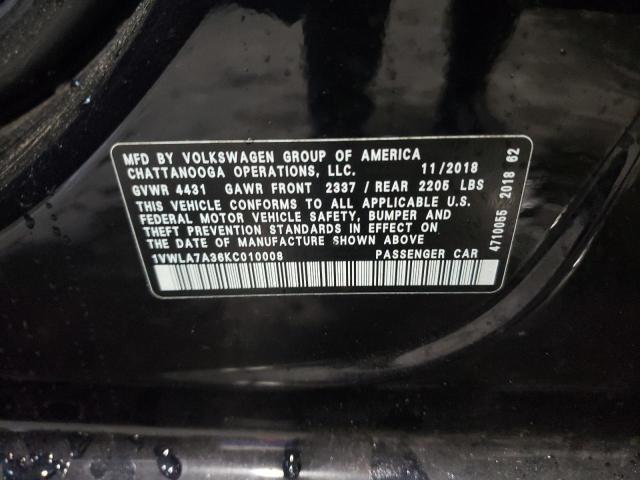 MFD BY VOLKSWAGEN GROUP OF AMERICA
CHATTANOOGA OPERATIONS, LLC. 11/2018
GVWR 4431 GAWR FRONT 2337 / REAR 2205 LBS
THIS VEHICLE CONFORMS TO ALL APPLICABLE U.S.
FEDERAL MOTOR VEHICLE SAFETY, BUMPER AND
THEFT PREVENTION STANDARDS IN EFFECT ON
THE DATE OF MANUFACTURE SHOWN ABOVE
1VWLA7A36KC010008 PASSENGER CAR
4710055 2018 62